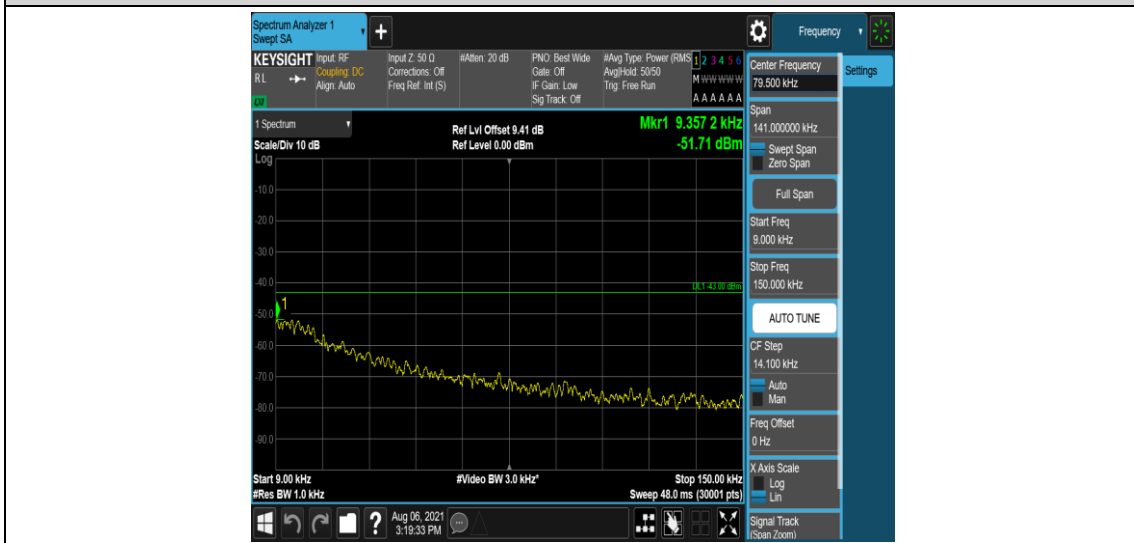 Spectrum Analyzer 1
Swept SA
+
Frequency
KEYSIGHT
RL
LXI
Input: RF
Coupling: DC
Align: Auto
Input Z: 50 Ω
Corrections: Off
Freq Ref: Int (S)
#Atten: 20 dB
PNO: Best Wide
Gate: Off
IF Gain: Low
Sig Track: Off
#Avg Type: Power (RMS
Avg|Hold: 50/50
Trig: Free Run
1 2 3 4 5 6
M W W W W W
A A A A A A
1 Spectrum
Scale/Div 10 dB
Ref Lvl Offset 9.41 dB
Ref Level 0.00 dBm
Mkr1 9.357 2 kHz
-51.71 dBm
Log
-10.0
-20.0
-30.0
-40.0
DL1 -43.00 dBm
1
-50.0
-60.0
-70.0
-80.0
-90.0
Start 9.00 kHz
#Video BW 3.0 kHz*
Stop 150.00 kHz
#Res BW 1.0 kHz
Sweep 48.0 ms (30001 pts)
?
Aug 06, 2021
3:19:33 PM
Center Frequency
79.500 kHz
Settings
Span
141.000000 kHz
Swept Span
Zero Span
Full Span
Start Freq
9.000 kHz
Stop Freq
150.000 kHz
AUTO TUNE
CF Step
14.100 kHz
Auto
Man
Freq Offset
0 Hz
X Axis Scale
Log
Lin
Signal Track
(Span Zoom)